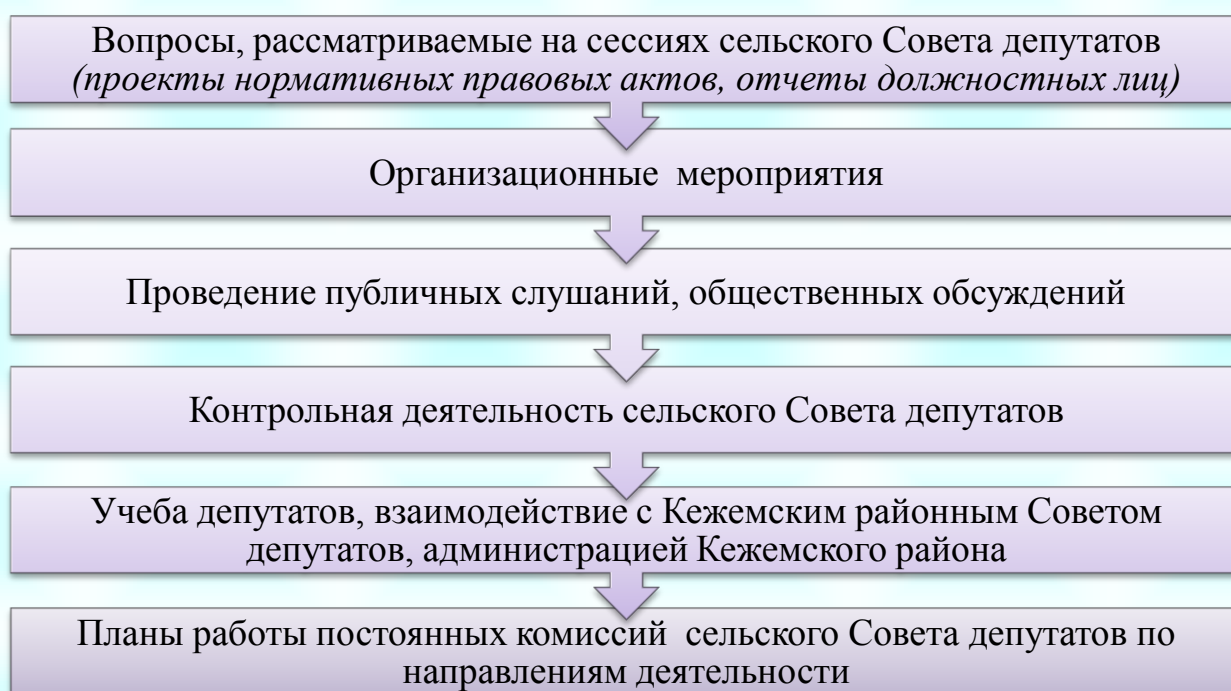 Вопросы, рассматриваемые на сессиях сельского Совета депутатов
(проекты нормативных правовых актов, отчеты должностных лиц)
Организационные мероприятия
Проведение публичных слушаний, общественных обсуждений
Контрольная деятельность сельского Совета депутатов
Учеба депутатов, взаимодействие с Кежемским районным Советом
депутатов, администрацией Кежемского района
Планы работы постоянных комиссий сельского Совета депутатов по
направлениям деятельности